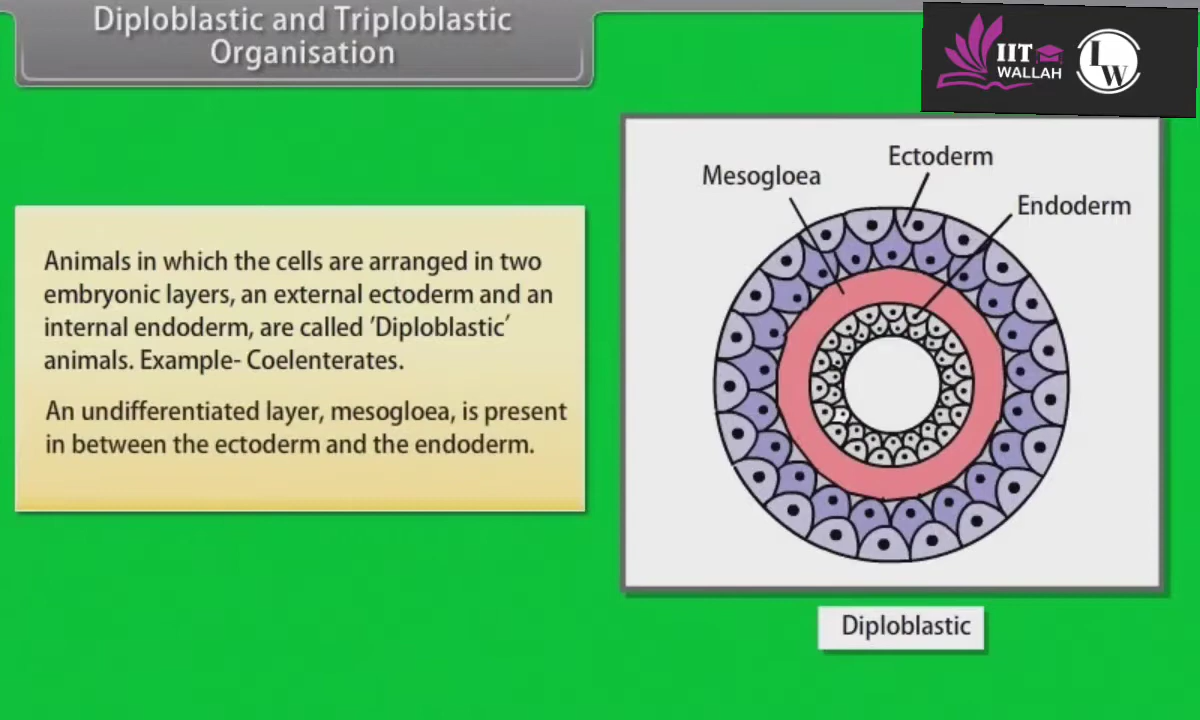 Diploblastic and Triploblastic
Organisation
IIT
WALLAH
LW
Ectoderm
Mesogloea
Endoderm
Animals in which the cells are arranged in two
embryonic layers, an external ectoderm and an
internal endoderm, are called ′Diploblastic′
animals. Example- Coelenterates.
An undifferentiated layer, mesogloea, is present
in between the ectoderm and the endoderm.
Diploblastic